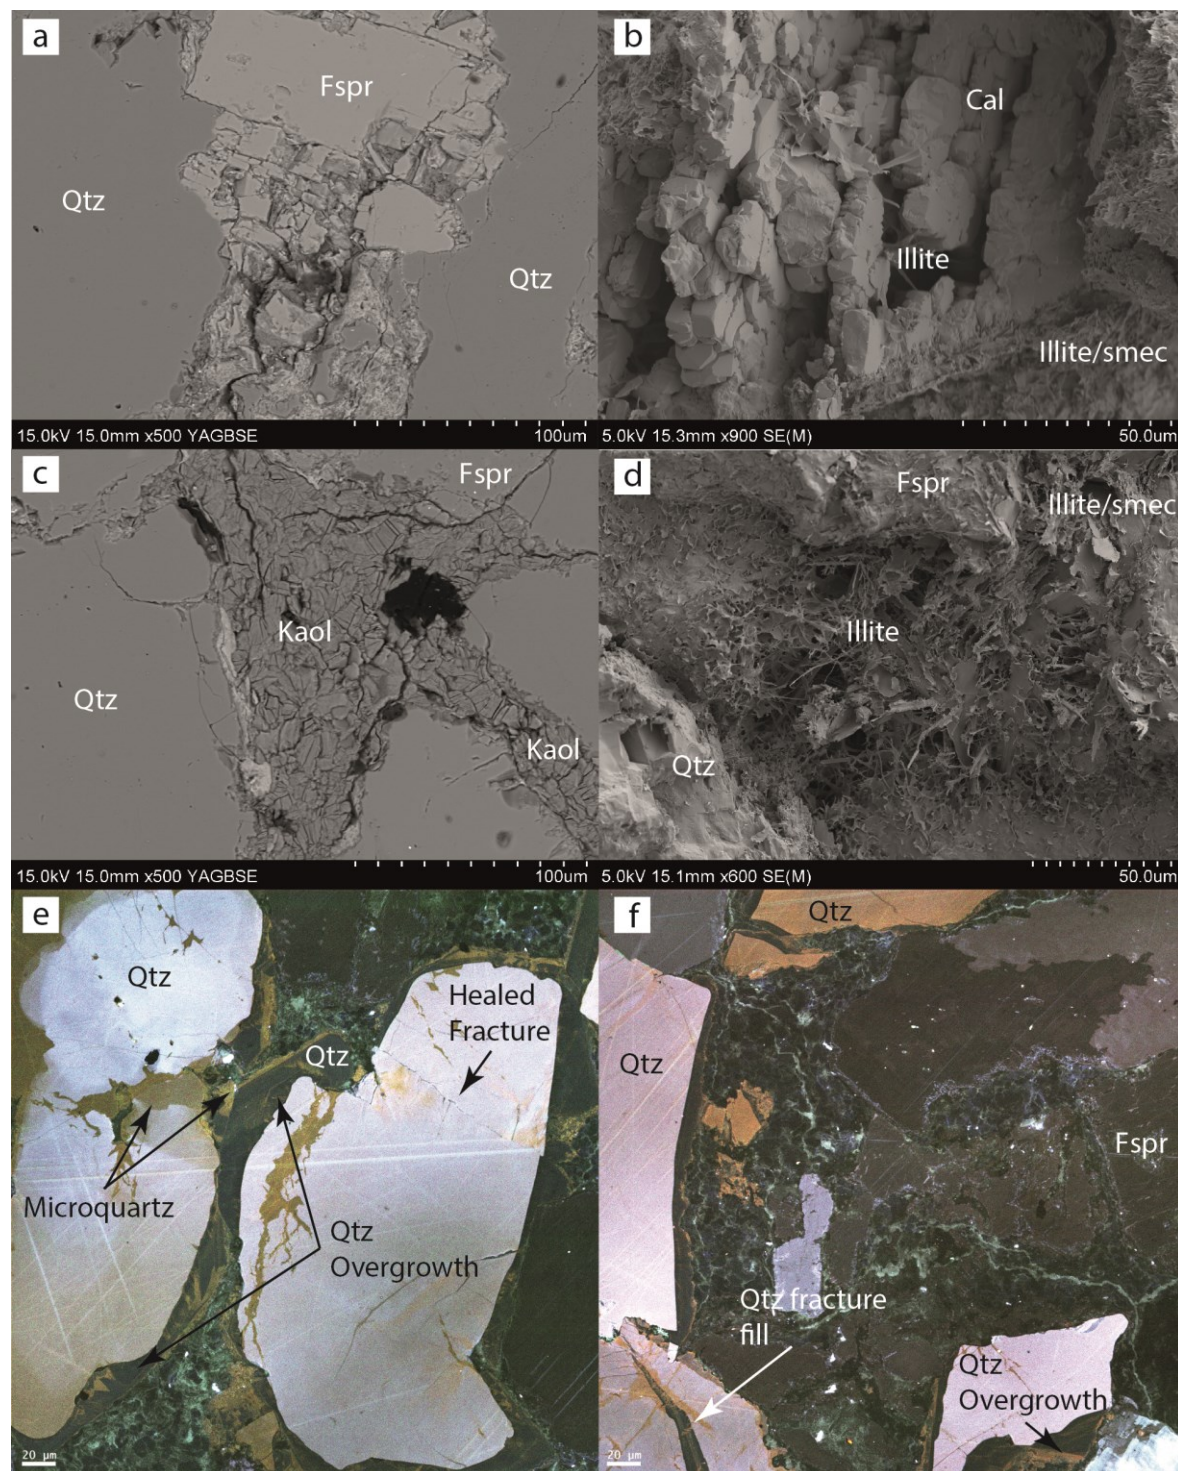 a
Fspr
Qtz
Qtz
15.0kV 15.0mm x500 YAGBSE 100um
b
Cal
Illite
Illite/smec
5.0kV 15.3mm x900 SE(M) 50.0um
c
Fspr
Kaol
Qtz
Kaol
15.0kV 15.0mm x500 YAGBSE 100um
d
Fspr
Illite/smec
Illite
Qtz
5.0kV 15.1mm x600 SE(M) 50.0um
e
Qtz
Healed
Fracture
Qtz
Microquartz
Qtz
Overgrowth
20 µm
f
Qtz
Qtz
Fspr
Qtz fracture
fill
Qtz
Overgrowth
20 µm